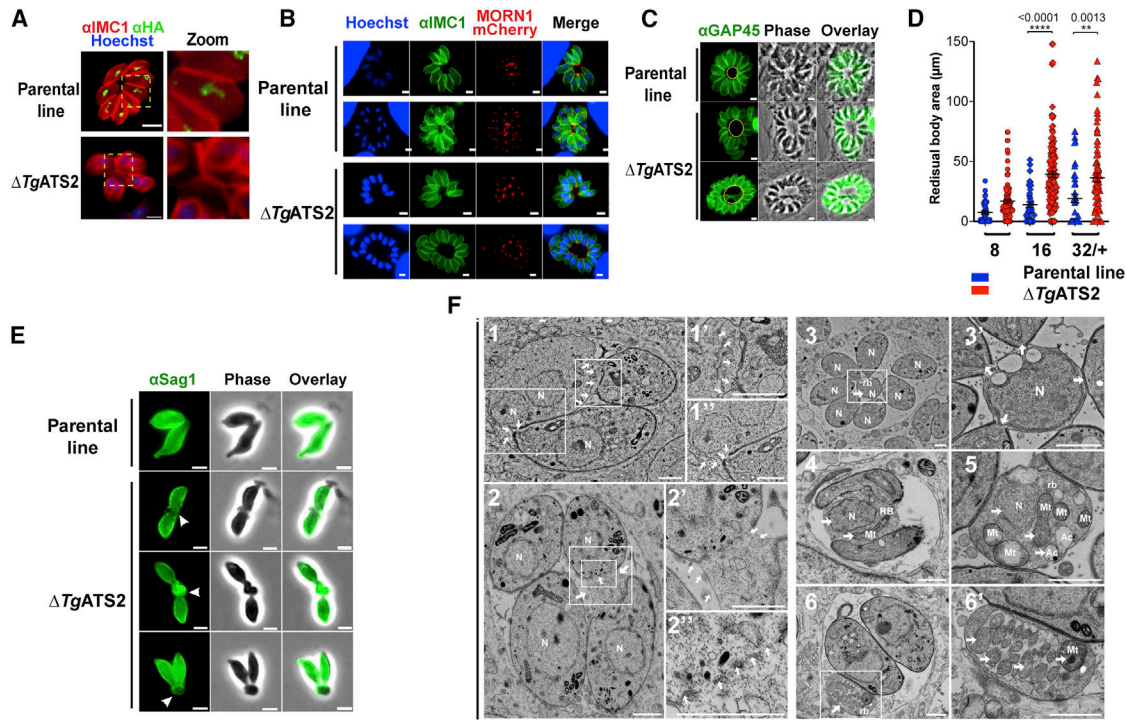 A
αIMC1 αHA
Hoechst
Zoom
Parental
line
ΔTgATS2
B
Hoechst αIMC1 MORN1
mCherry Merge
Parental
line
ΔTgATS2
C
αGAP45 Phase Overlay
Parental
line
ΔTgATS2
D
<0.0001 0.0013
**** **
Redisual body area (µm)
150
100
50
0
8 16 32/+
Parental line
ΔTgATS2
E
αSag1 Phase Overlay
Parental
line
ΔTgATS2
F
1
N
N
N
1'
1''
2
N
N
N
N
2'
2''
3
N
N
N
N
N
N
N
rb
N
3'
N
4
N
RB
Mt
5
rb
N
Mt
Mt
Mt
Ac
Mt
Ac
6
rb
6'
Mt